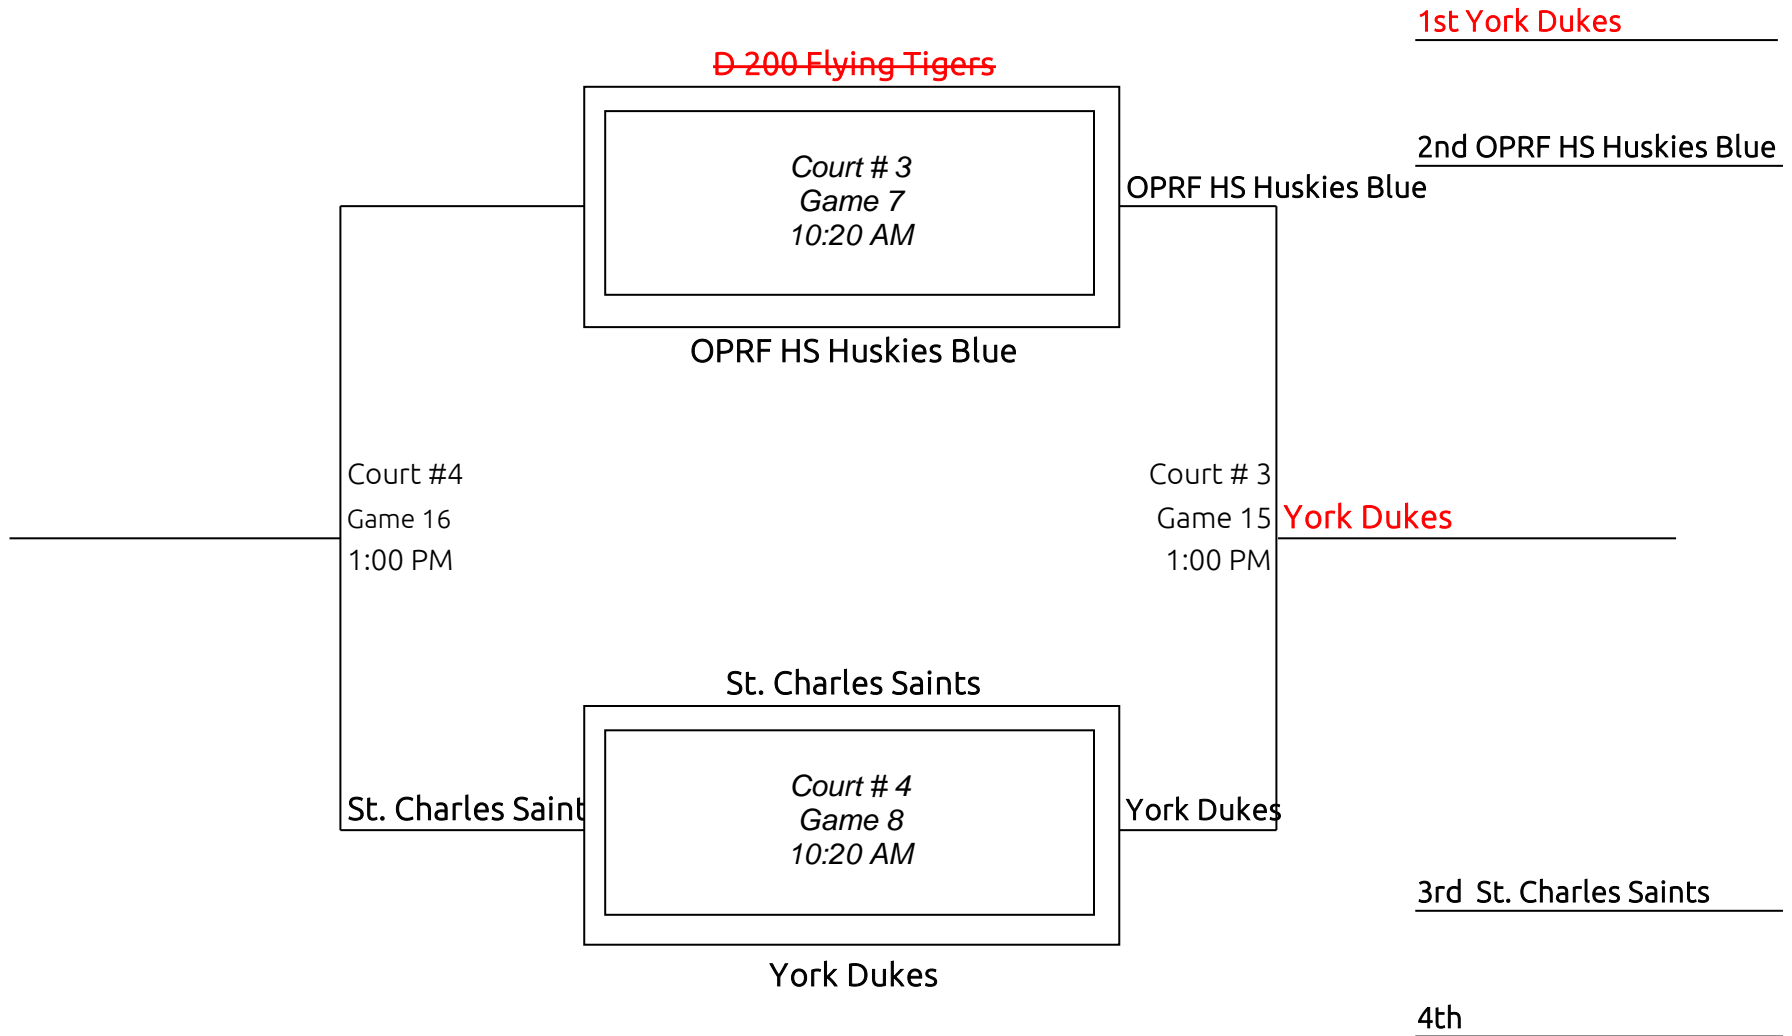 1st York Dukes
D 200 Flying Tigers
2nd OPRF HS Huskies Blue
Court # 3
Game 7
10:20 AM
OPRF HS Huskies Blue
OPRF HS Huskies Blue
Court #4
Game 16
1:00 PM
Court # 3
Game 15
1:00 PM
York Dukes
St. Charles Saints
St. Charles Saint
Court # 4
Game 8
10:20 AM
York Dukes
York Dukes
3rd  St. Charles Saints
4th